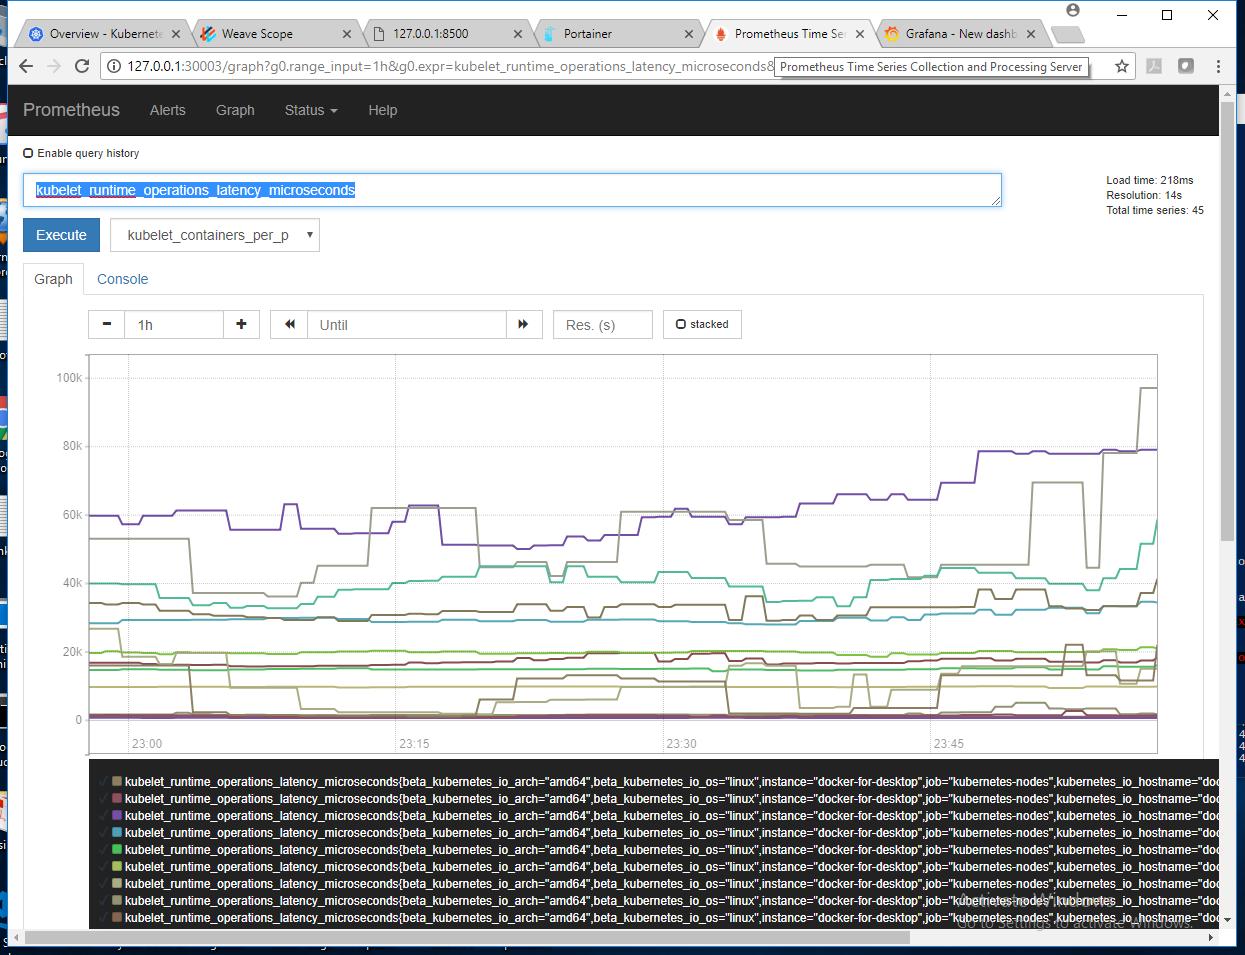 Overview - Kubernete
Weave Scope
127.0.0.1:8500
Portainer
Prometheus Time Se
Grafana - New dashb
127.0.0.1:30003/graph?g0.range_input=1h&g0.expr=kubelet_runtime_operations_latency_microseconds&
Prometheus Time Series Collection and Processing Server
Prometheus Alerts Graph Status Help
Enable query history
kubelet_runtime_operations_latency_microseconds
Load time: 218ms
Resolution: 14s
Total time series: 45
Execute
kubelet_containers_per_p
Graph
Console
1h
Until
Res. (s)
stacked
100k
80k
60k
40k
20k
0
23:00
23:15
23:30
23:45
kubelet_runtime_operations_latency_microseconds{beta_kubernetes_io_arch="amd64",beta_kubernetes_io_os="linux",instance="docker-for-desktop",job="kubernetes-nodes",kubernetes_io_hostname="doc
kubelet_runtime_operations_latency_microseconds{beta_kubernetes_io_arch="amd64",beta_kubernetes_io_os="linux",instance="docker-for-desktop",job="kubernetes-nodes",kubernetes_io_hostname="doc
kubelet_runtime_operations_latency_microseconds{beta_kubernetes_io_arch="amd64",beta_kubernetes_io_os="linux",instance="docker-for-desktop",job="kubernetes-nodes",kubernetes_io_hostname="doc
kubelet_runtime_operations_latency_microseconds{beta_kubernetes_io_arch="amd64",beta_kubernetes_io_os="linux",instance="docker-for-desktop",job="kubernetes-nodes",kubernetes_io_hostname="doc
kubelet_runtime_operations_latency_microseconds{beta_kubernetes_io_arch="amd64",beta_kubernetes_io_os="linux",instance="docker-for-desktop",job="kubernetes-nodes",kubernetes_io_hostname="doc
kubelet_runtime_operations_latency_microseconds{beta_kubernetes_io_arch="amd64",beta_kubernetes_io_os="linux",instance="docker-for-desktop",job="kubernetes-nodes",kubernetes_io_hostname="doc
kubelet_runtime_operations_latency_microseconds{beta_kubernetes_io_arch="amd64",beta_kubernetes_io_os="linux",instance="docker-for-desktop",job="kubernetes-nodes",kubernetes_io_hostname="doc
kubelet_runtime_operations_latency_microseconds{beta_kubernetes_io_arch="amd64",beta_kubernetes_io_os="linux",instance="docker-for-desktop",job="kubernetes-nodes",kubernetes_io_hostname="doc
kubelet_runtime_operations_latency_microseconds{beta_kubernetes_io_arch="amd64",beta_kubernetes_io_os="linux",instance="docker-for-desktop",job="kubernetes-nodes",kubernetes_io_hostname="doc
Activate Windows
Go to Settings to activate Windows.